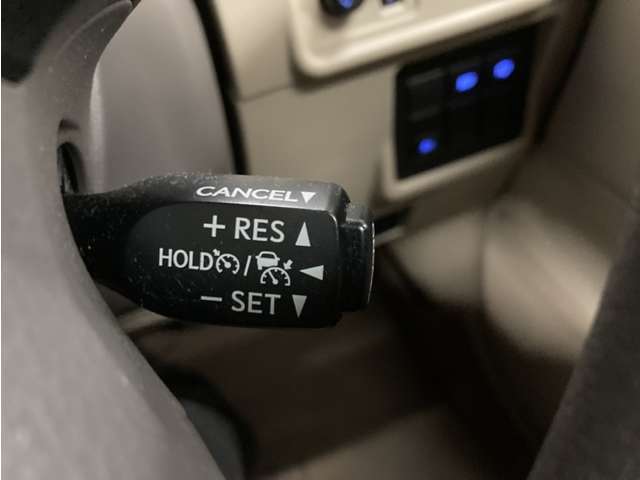 CANCEL▼
+ RES ▲
HOLD / ◀
− SET ▼